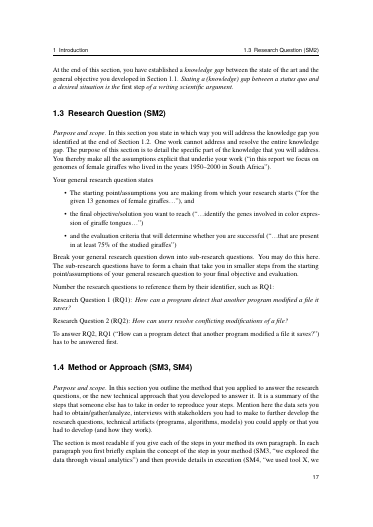 1 Introduction 1.3 Research Question (SM2)
At the end of this section, you have established a knowledge gap between the state of the art and the
general objective you developed in Section 1.1. Stating a (knowledge) gap between a status quo and
a desired situation is the first step of a writing scientific argument.
1.3 Research Question (SM2)
Purpose and scope. In this section you state in which way you will address the knowledge gap you
identified at the end of Section 1.2. One work cannot address and resolve the entire knowledge
gap. The purpose of this section is to detail the specific part of the knowledge that you will address.
You thereby make all the assumptions explicit that underlie your work (“in this report we focus on
genomes of female giraffes who lived in the years 1950–2000 in South Africa”).
Your general research question states
• The starting point/assumptions you are making from which your research starts (“for the
given 13 genomes of female giraffes…”), and
• the final objective/solution you want to reach (“…identify the genes involved in color expres-
sion of giraffe tongues…”)
• and the evaluation criteria that will determine whether you are successful (“…that are present
in at least 75% of the studied giraffes”)
Break your general research question down into sub-research questions. You may do this here.
The sub-research questions have to form a chain that take you in smaller steps from the starting
point/assumptions of your general research question to your final objective and evaluation.
Number the research questions to reference them by their identifier, such as RQ1:
Research Question 1 (RQ1): How can a program detect that another program modified a file it
saves?
Research Question 2 (RQ2): How can users resolve conflicting modifications of a file?
To answer RQ2, RQ1 (“How can a program detect that another program modified a file it saves?”)
has to be answered first.
1.4 Method or Approach (SM3, SM4)
Purpose and scope. In this section you outline the method that you applied to answer the research
questions, or the new technical approach that you developed to answer it. It is a summary of the
steps that someone else has to take in order to reproduce your steps. Mention here the data sets you
had to obtain/gather/analyze, interviews with stakeholders you had to make to further develop the
research questions, technical artifacts (programs, algorithms, models) you could apply or that you
had to develop (and how they work).
The section is most readable if you give each of the steps in your method its own paragraph. In each
paragraph you first briefly explain the concept of the step in your method (SM3, “we explored the
data through visual analytics”) and then provide details in execution (SM4, “we used tool X, we
17